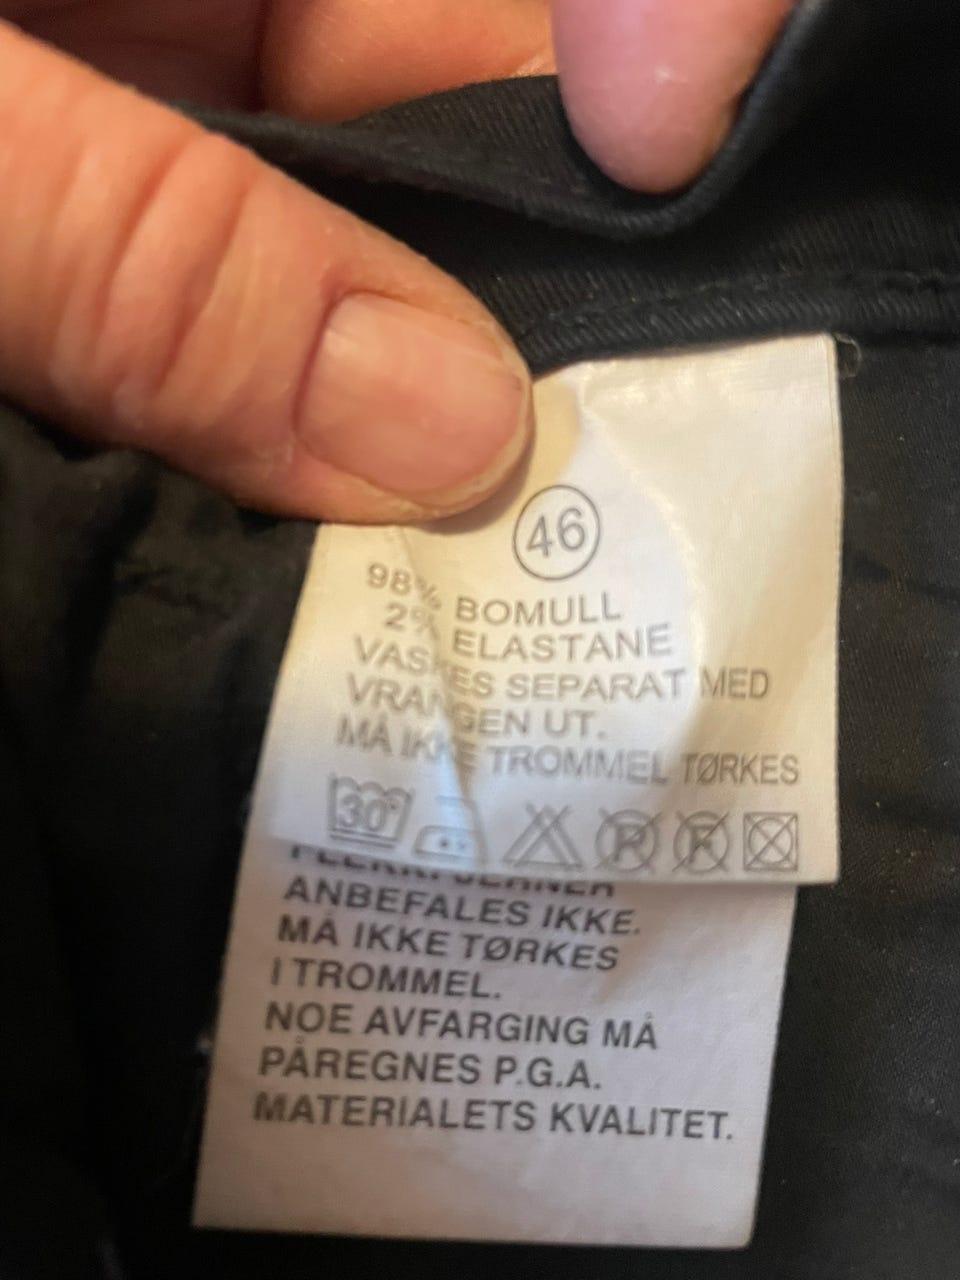 46
98% BOMULL
2% ELASTANE
VASKES SEPARAT MED
VRANGEN UT.
MÅ IKKE TROMMEL TØRKES
30°
P F
ANBEFALES IKKE.
MÅ IKKE TØRKES
I TROMMEL.
NOE AVFARGING MÅ
PÅREGNES P.G.A.
MATERIALETS KVALITET.